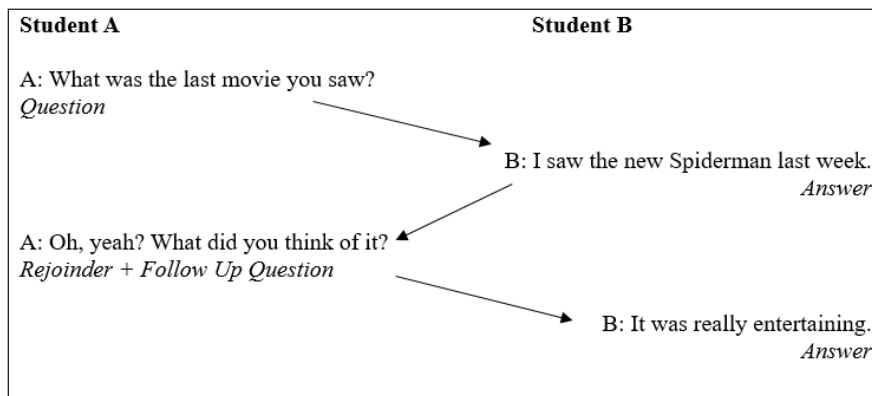 Student A
Student B
A: What was the last movie you saw?
Question
B: I saw the new Spiderman last week.
Answer
A: Oh, yeah? What did you think of it?
Rejoinder + Follow Up Question
B: It was really entertaining.
Answer